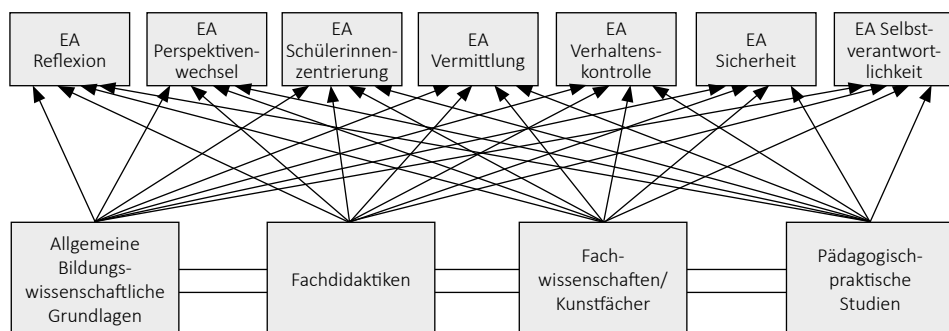 EA
Reflexion
EA
Perspektiven-
wechsel
EA
Schülerinnen-
zentrierung
EA
Vermittlung
EA
Verhaltens-
kontrolle
EA
Sicherheit
EA Selbst-
verantwort-
lichkeit
Allgemeine
Bildungs-
wissenschaftliche
Grundlagen
Fachdidaktiken
Fach-
wissenschaften/
Kunstfächer
Pädagogisch-
praktische
Studien